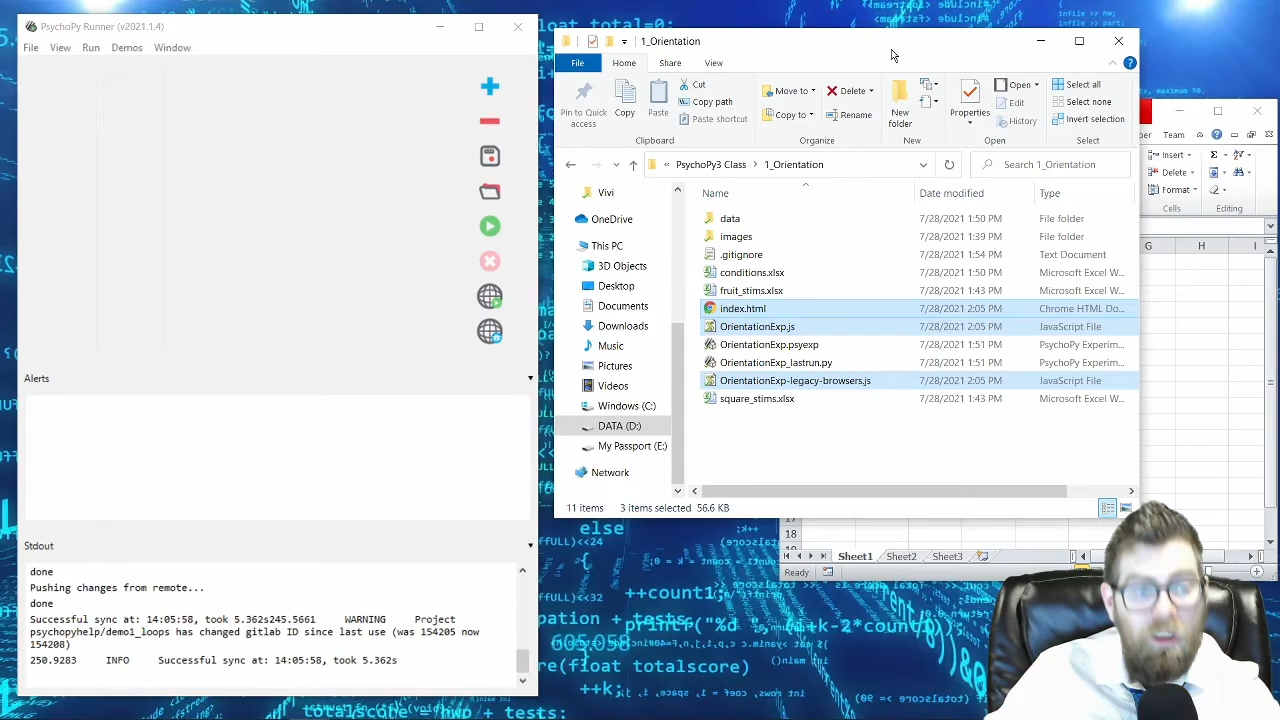 PsychoPy Runner (v2021.1.4)
File View Run Demos Window
Alerts
Stdout
done
Pushing changes from remote...
done
Successful sync at: 14:05:58, took 5.362s245.5661 WARNING Project
psychopyhelp/demo1_loops has changed gitlab ID since last use (was 154205 now
154208)
250.9283 INFO Successful sync at: 14:05:58, took 5.362s
1_Orientation
File Home Share View
Pin to Quick access
Copy
Paste
Cut
Copy path
Paste shortcut
Clipboard
Move to
Copy to
Delete
Rename
Organize
New folder
New
Properties
Open
Edit
History
Open
Select all
Select none
Invert selection
Select
« PsychoPy3 Class > 1_Orientation
Search 1_Orientation
Vivi
OneDrive
This PC
3D Objects
Desktop
Documents
Downloads
Music
Pictures
Videos
Windows (C:)
DATA (D:)
My Passport (E:)
Network
Name Date modified Type
data 7/28/2021 1:50 PM File folder
images 7/28/2021 1:43 PM File folder
.gitignore 7/28/2021 1:54 PM Text Document
conditions.xlsx 7/28/2021 1:50 PM Microsoft Excel W...
fruit_stims.xlsx 7/28/2021 1:43 PM Microsoft Excel W...
index.html 7/28/2021 2:05 PM Chrome HTML Do...
OrientationExp.js 7/28/2021 2:05 PM JavaScript File
OrientationExp.psyexp 7/28/2021 1:51 PM PsychoPy Experim...
OrientationExp_lastrun.py 7/28/2021 1:51 PM PsychoPy Experim...
OrientationExp-legacy-browsers.js 7/28/2021 2:05 PM JavaScript File
square_stims.xlsx 7/28/2021 1:43 PM Microsoft Excel W...
11 items 3 items selected 56.6 KB
Team
Insert
Delete
Format
Cells
Editing
G H I
18
Sheet1 Sheet2 Sheet3
Ready
float total=0;
else
++count1;
605.058
float totalscore)
++k;
totalscore = hwp + tests: